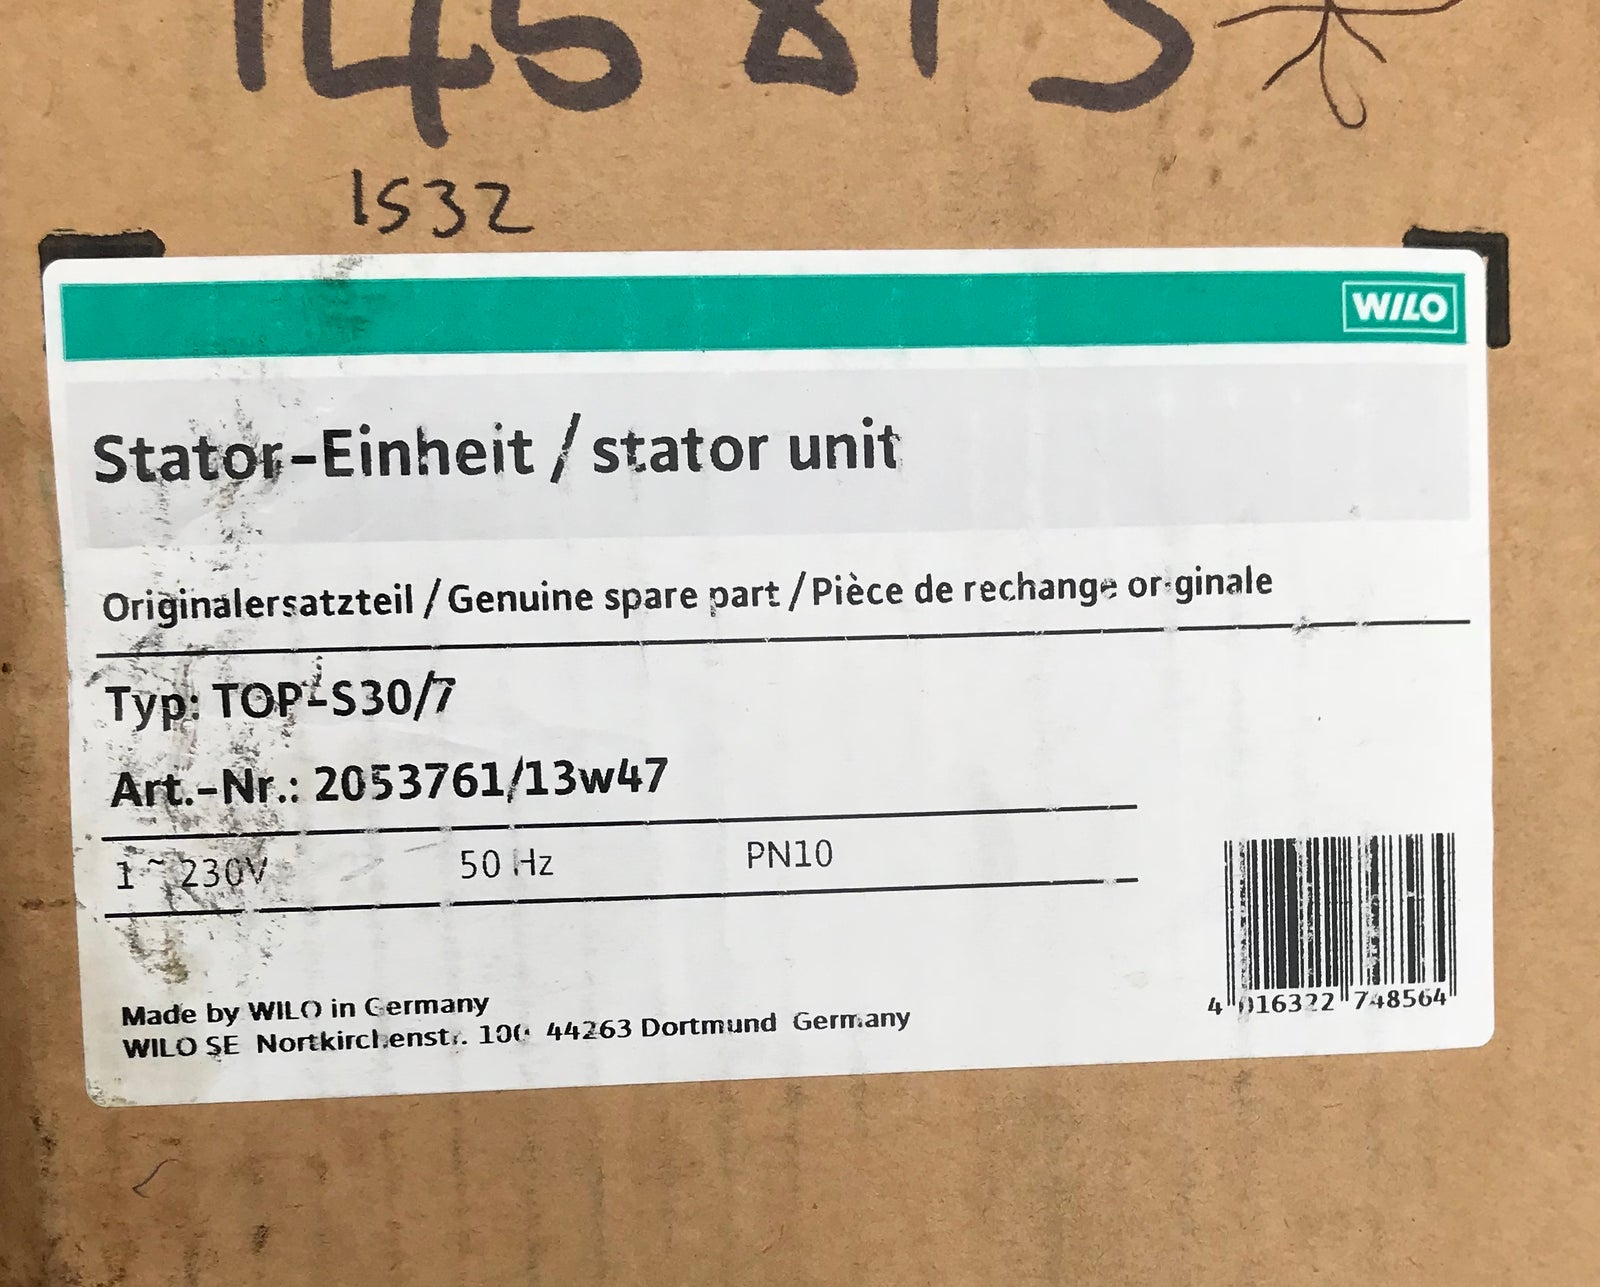 1532
WILO
Stator-Einheit / stator unit
Originalersatzteil / Genuine spare part / Pièce de rechange originale
Typ: TOP-S30/7
Art.-Nr.: 2053761/13w47
1 ~ 230V 50 Hz PN10
Made by WILO in Germany
WILO SE Nortkirchenstr. 100 44263 Dortmund Germany
4 016322 748564